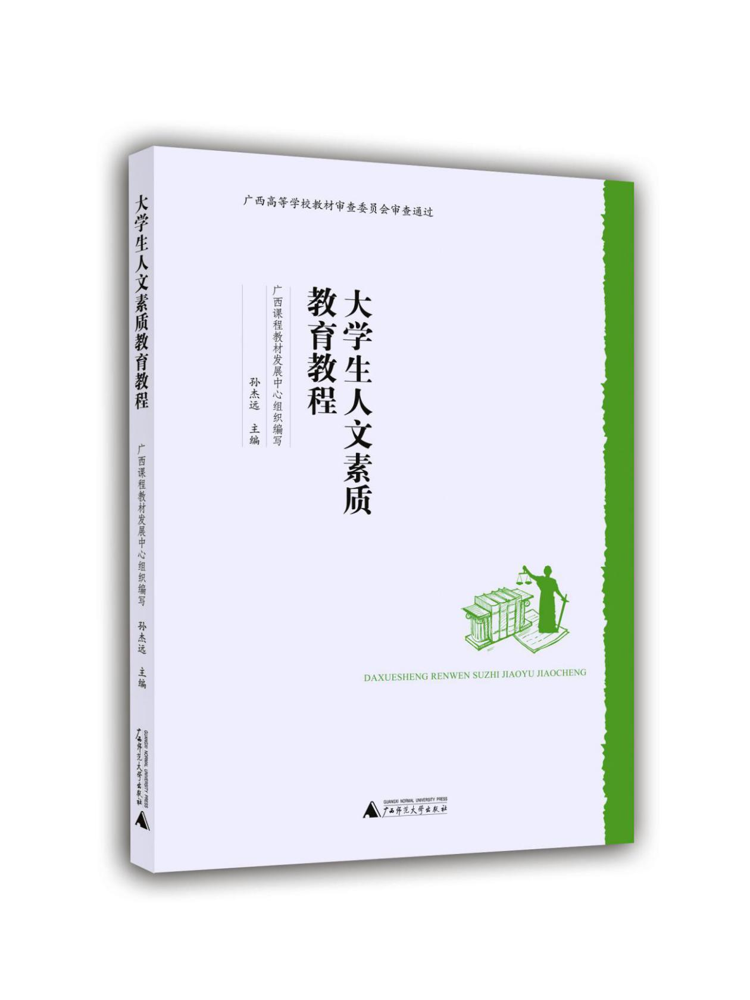 广西高等学校教材审查委员会审查通过
大学生人文素质
教育教程
广西课程教材发展中心组织编写
孙杰远 主编
DAXUESHENG RENWEN SUZHI JIAOYU JIAOCHENG
GUANGXI NORMAL UNIVERSITY PRESS
广西师范大学出版社
大学生人文素质教育教程
广西课程教材发展中心组织编写
孙杰远 主编
GUANGXI NORMAL UNIVERSITY PRESS
广西师范大学出版社